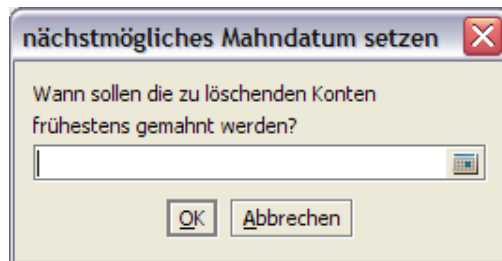 nächstmögliches Mahndatum setzen
Wann sollen die zu löschenden Konten
frühestens gemahnt werden?
OK Abbrechen